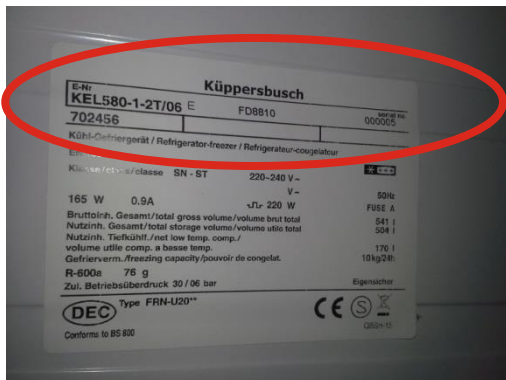 Küppersbusch
E-Nr
KEL580-1-2T/06 E FD8810 serial no.
702456 000005
Kühl-Gefriergerät / Refrigerator-freezer / Refrigerateur-congelateur
Klasse/ /classe SN - ST 220-240 V~
V~
165 W 0.9A 220 W 50Hz
FUSE A
Bruttoinh. Gesamt/total gross volume/volume brut total 541 l
Nutzinh. Gosamt/total storage volume/volume utile total 504 l
Nutzinh. Tiefkühlf./net low temp. comp./
volume utile comp. a basse temp. 170 l
Gefrierverm./freezing capacity/pouvoir de congelat. 10kg/24h
R-600a 76 g
Zul. Betriebsüberdruck 30 / 06 bar Eigensicher
DEC Type FRN-U20** CE S
Conforms to BS 800